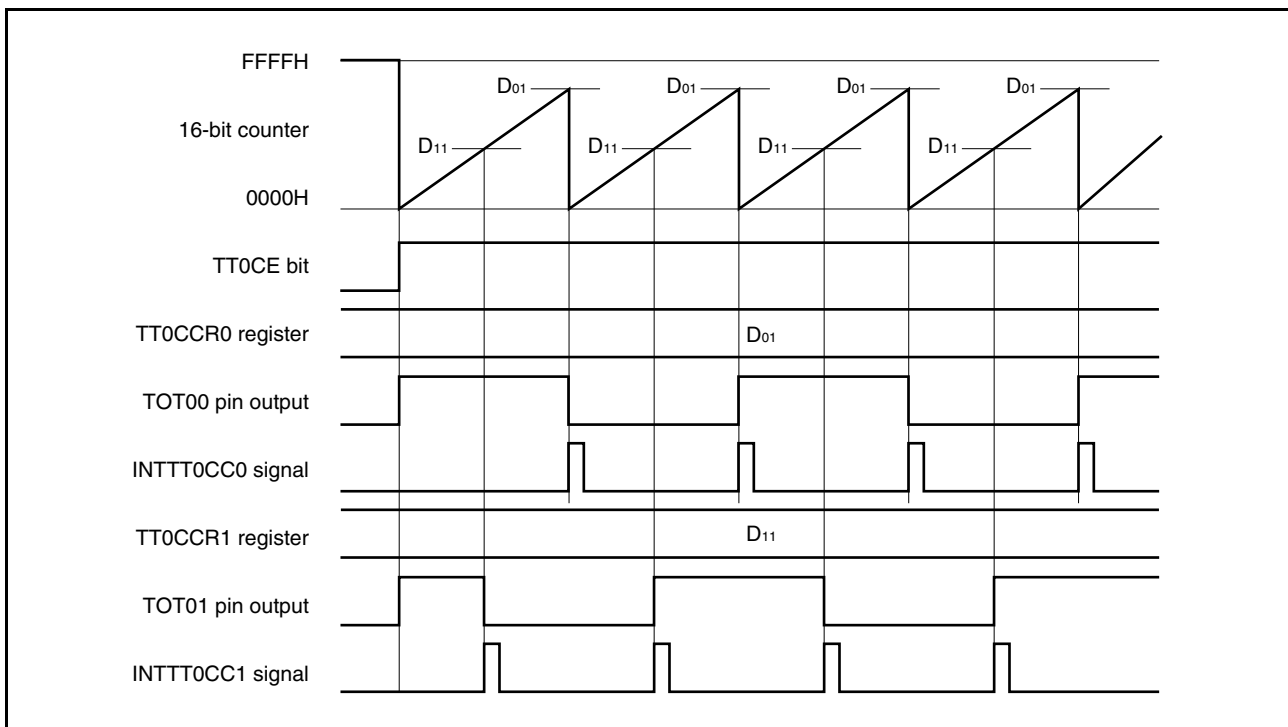 FFFFH
D01 D01 D01 D01
16-bit counter
D11 D11 D11 D11
0000H
TT0CE bit
TT0CCR0 register
D01
TOT00 pin output
INTTT0CC0 signal
TT0CCR1 register
D11
TOT01 pin output
INTTT0CC1 signal